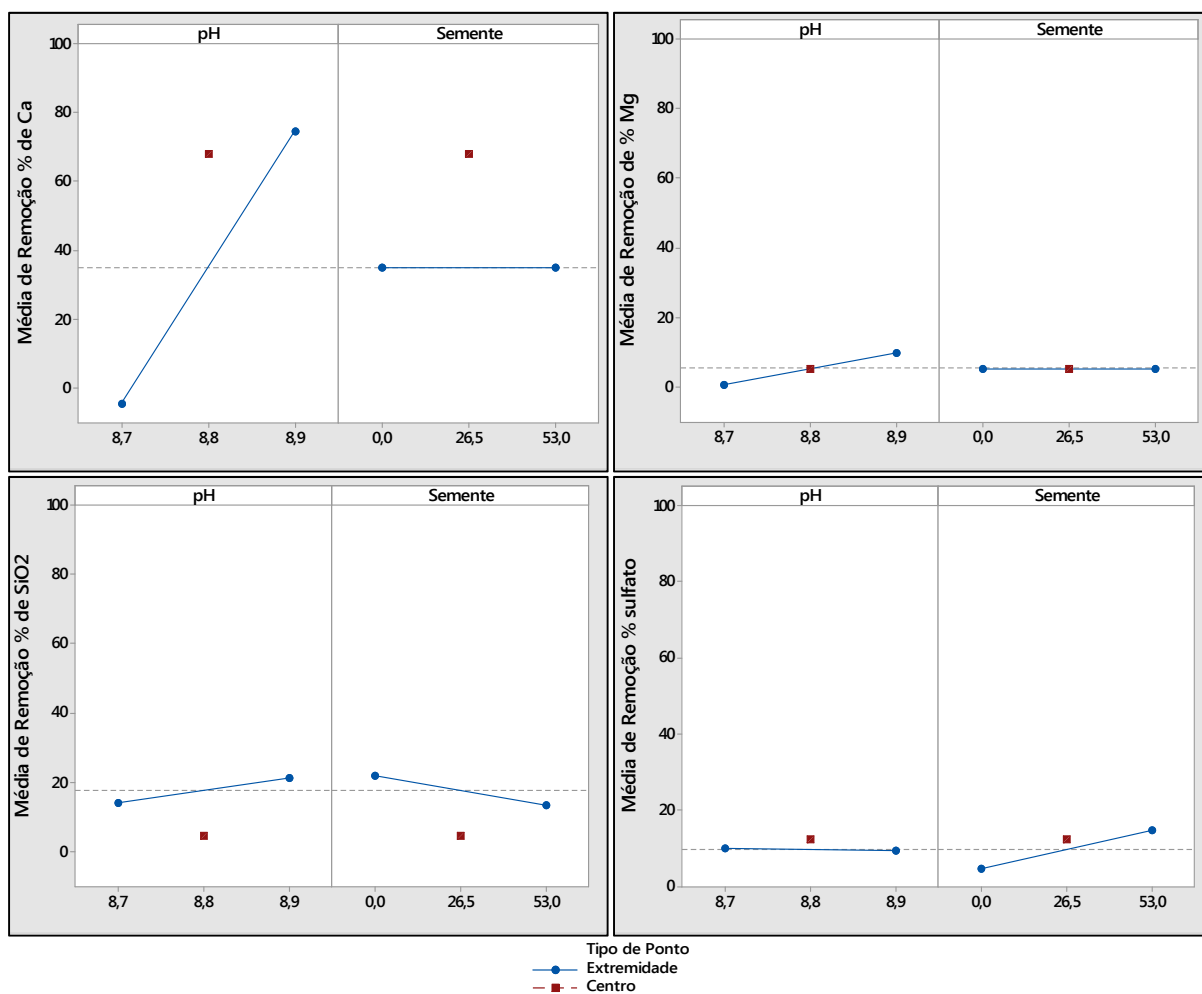 pH Semente
Média de Remoção % de Ca
100
80
60
40
20
0
8,7 8,8 8,9 0,0 26,5 53,0
pH Semente
Média de Remoção de % Mg
100
80
60
40
20
0
8,7 8,8 8,9 0,0 26,5 53,0
pH Semente
Média de Remoção % de SiO2
100
80
60
40
20
0
8,7 8,8 8,9 0,0 26,5 53,0
pH Semente
Média de Remoção % sulfato
100
80
60
40
20
0
8,7 8,8 8,9 0,0 26,5 53,0
Tipo de Ponto
Extremidade
Centro